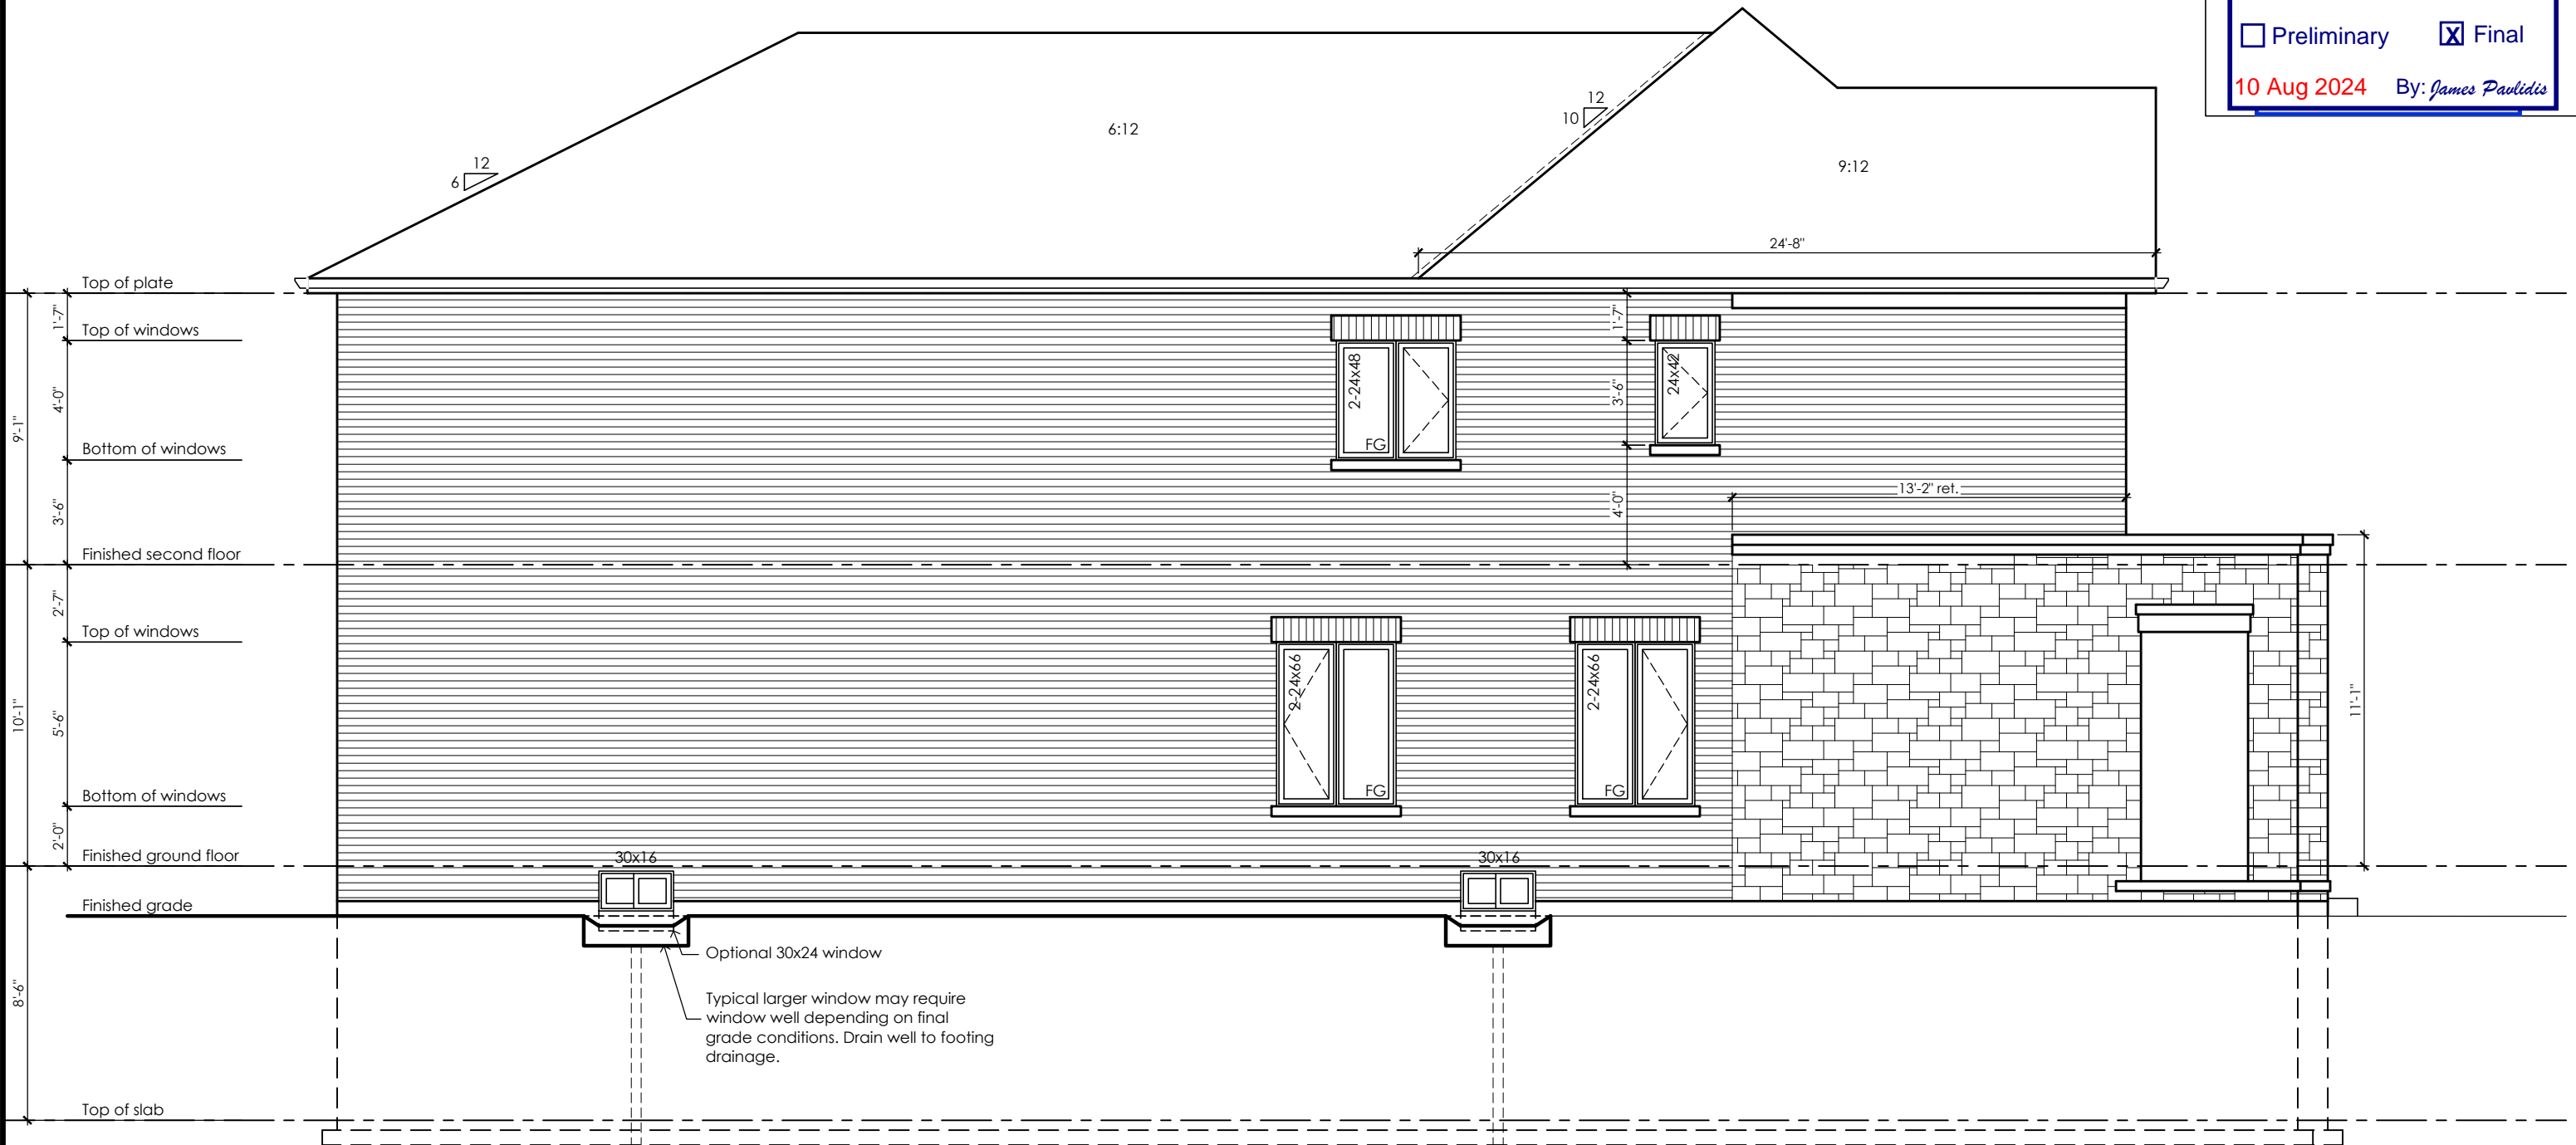 Preliminary
X Final
10 Aug 2024 By: James Pavlidis
12
6
6:12
12
10
9:12
24'-8"
Top of plate
1'-7"
Top of windows
4'-0"
9'-1"
Bottom of windows
3'-6"
Finished second floor
2'-7"
Top of windows
10'-1"
5'-6"
Bottom of windows
2'-0"
Finished ground floor
Finished grade
8'-6"
Top of slab
2-24x48
FG
1'-7"
3'-6"
4'-0"
24x42
13'-2" ret.
11'-1"
2-24x66
FG
2-24x66
FG
30x16
30x16
Optional 30x24 window
Typical larger window may require
window well depending on final
grade conditions. Drain well to footing
drainage.